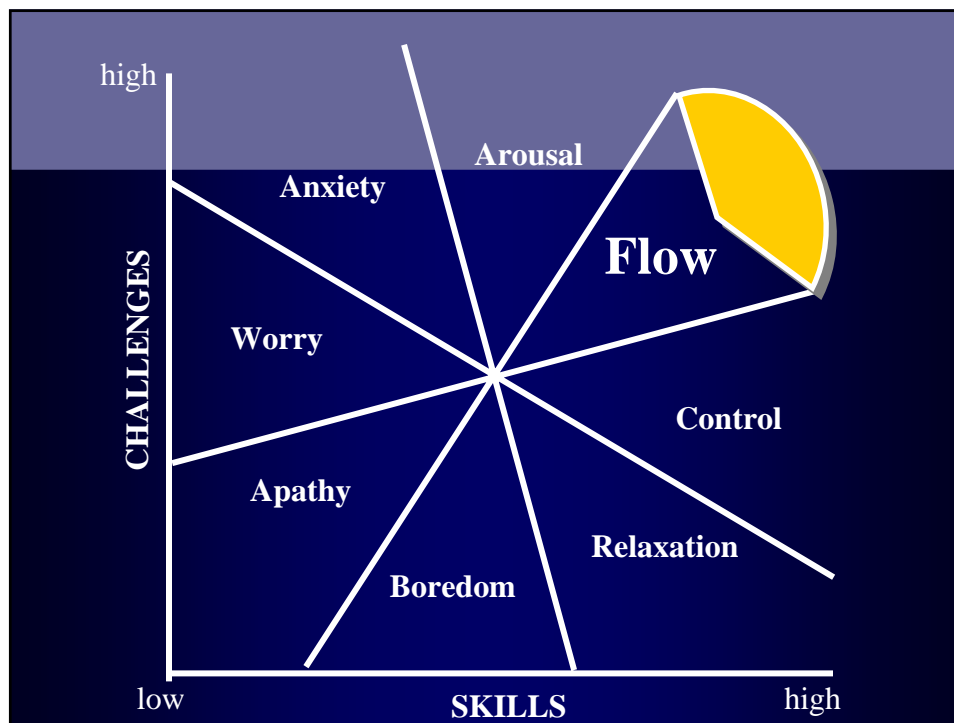 high
Arousal
Anxiety
Flow
CHALLENGES
Worry
Control
Apathy
Relaxation
Boredom
low
SKILLS
high